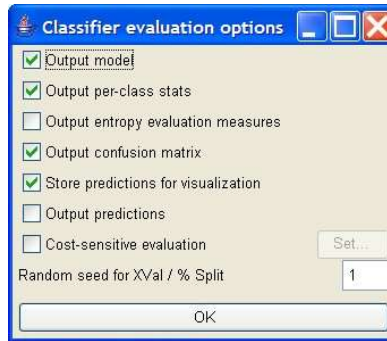 Classifier evaluation options
Output model
Output per-class stats
Output entropy evaluation measures
Output confusion matrix
Store predictions for visualization
Output predictions
Cost-sensitive evaluation Set...
Random seed for XVal / % Split 1
OK